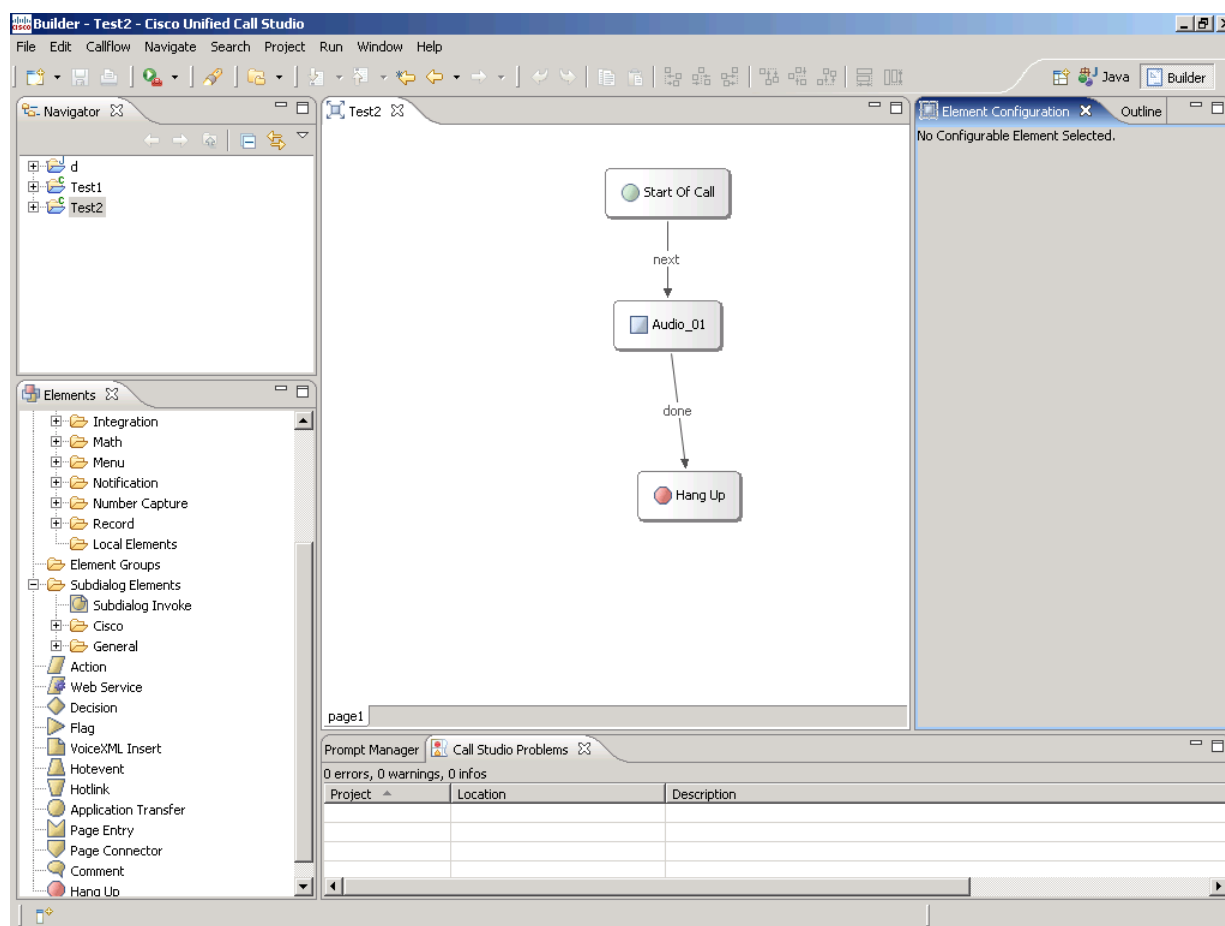 Builder - Test2 - Cisco Unified Call Studio
File Edit Callflow Navigate Search Project Run Window Help
Java Builder
Navigator
d
Test1
Test2
Test2
Start Of Call
next
Audio_01
done
Hang Up
page1
Element Configuration Outline
No Configurable Element Selected.
Elements
Integration
Math
Menu
Notification
Number Capture
Record
Local Elements
Element Groups
Subdialog Elements
Subdialog Invoke
Cisco
General
Action
Web Service
Decision
Flag
VoiceXML Insert
Hotevent
Hotlink
Application Transfer
Page Entry
Page Connector
Comment
Hang Up
Prompt Manager Call Studio Problems
0 errors, 0 warnings, 0 infos
Project Location Description